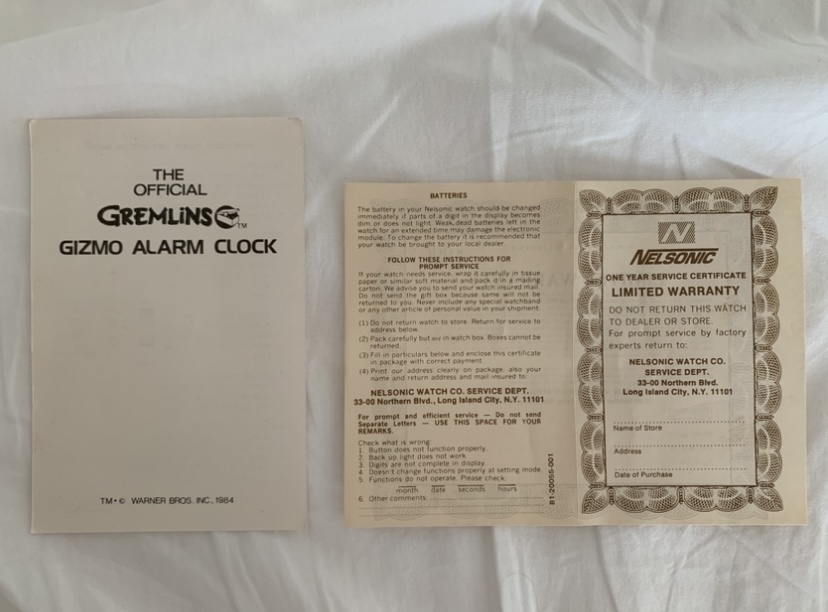 THE
OFFICIAL
GREMLINS TM
GIZMO ALARM CLOCK
TM • © WARNER BROS. INC., 1984
BATTERIES
The battery in your Nelsonic watch should be changed
immediately if parts of a digit in the display becomes
dim or does not light. Weak, dead batteries left in the
watch for an extended time may damage the electronic
module. To change the battery it is recommended that
your watch be brought to your local dealer.
FOLLOW THESE INSTRUCTIONS FOR
PROMPT SERVICE
If your watch needs service, wrap it carefully in tissue
paper or similar soft material and pack it in a mailing
carton. We advise you to send your watch insured mail.
Do not send the gift box because same will not be
returned to you. Never include any special watchband
or any other article of personal value in your shipment.
(1) Do not return watch to store. Return for service to
address below.
(2) Pack carefully but not in watch box. Boxes cannot be
returned.
(3) Fill in particulars below and enclose this certificate
in package with correct payment.
(4) Print our address clearly on package, also your
name and return address and mail insured to:
NELSONIC WATCH CO. SERVICE DEPT.
33-00 Northern Blvd., Long Island City, N.Y. 11101
For prompt and efficient service — Do not send
Separate Letters — USE THIS SPACE FOR YOUR
REMARKS.
Check what is wrong:
1. Button does not function properly.
2. Back up light does not work.
3. Digits are not complete in display.
4. Doesn't change functions properly at setting mode.
5. Functions do not operate. Please check.
month date seconds hours
6. Other comments:
81-20055-001
N
NELSONIC
ONE YEAR SERVICE CERTIFICATE
LIMITED WARRANTY
DO NOT RETURN THIS WATCH
TO DEALER OR STORE.
For prompt service by factory
experts return to:
NELSONIC WATCH CO.
SERVICE DEPT.
33-00 Northern Blvd.
Long Island City, N.Y. 11101
Name of Store
Address
Date of Purchase